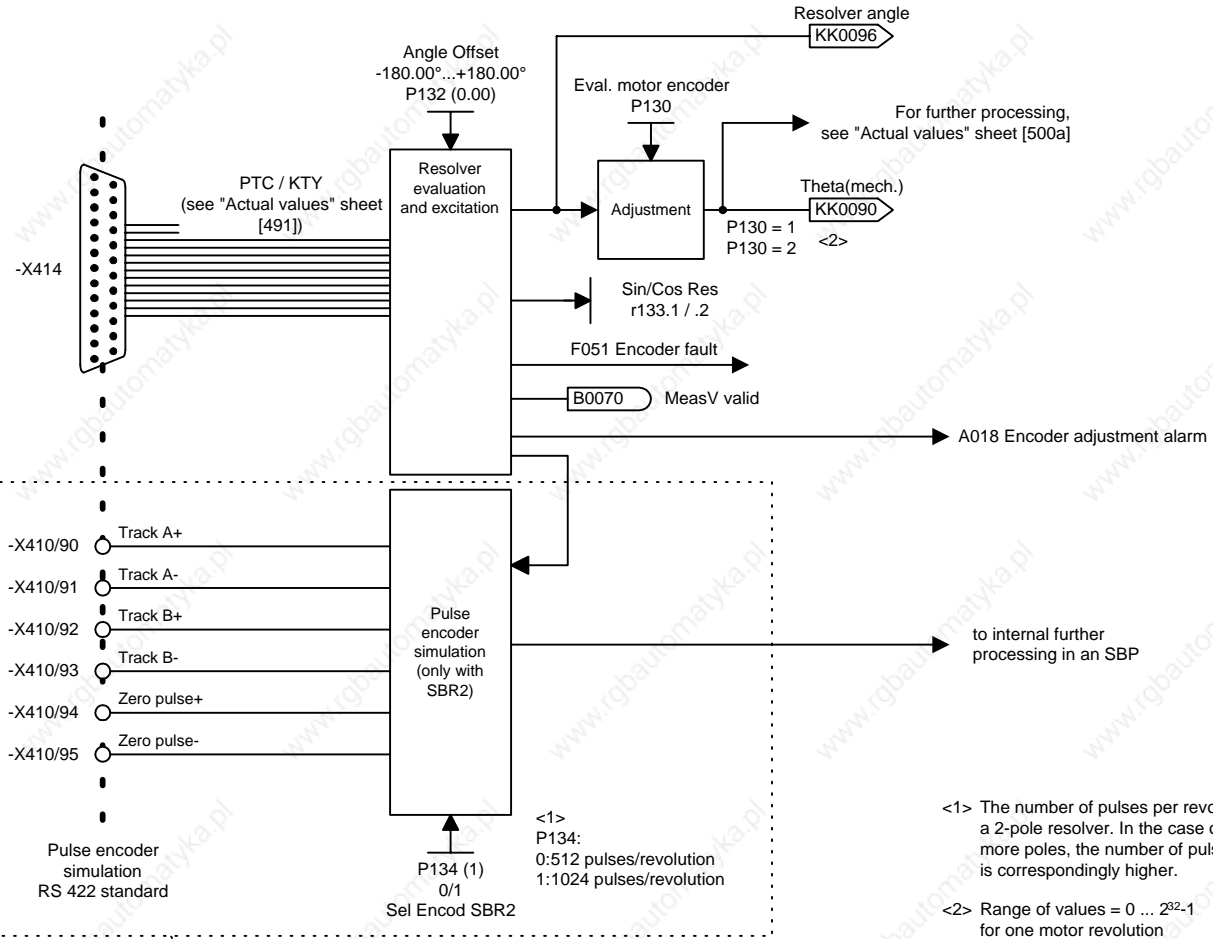 Resolver angle
KK0096
Angle Offset
-180.00°...+180.00°
P132 (0.00)
Eval. motor encoder
P130
For further processing,
see "Actual values" sheet [500a]
Resolver
evaluation
and excitation
PTC / KTY
(see "Actual values" sheet
[491])
Adjustment
Theta(mech.)
KK0090
P130 = 1
P130 = 2
<2>
-X414
Sin/Cos Res
r133.1 / .2
F051 Encoder fault
B0070
MeasV valid
A018 Encoder adjustment alarm
-X410/90
Track A+
-X410/91
Track A-
-X410/92
Track B+
-X410/93
Track B-
-X410/94
Zero pulse+
-X410/95
Zero pulse-
Pulse
encoder
simulation
(only with
SBR2)
to internal further
processing in an SBP
Pulse encoder
simulation
RS 422 standard
P134 (1)
0/1
Sel Encod SBR2
<1>
P134:
0:512 pulses/revolution
1:1024 pulses/revolution
<1> The number of pulses per revo
a 2-pole resolver. In the case o
more poles, the number of puls
is correspondingly higher.
<2> Range of values = 0 ... 2³²-1
for one motor revolution
www.rgbautomatyka.pl